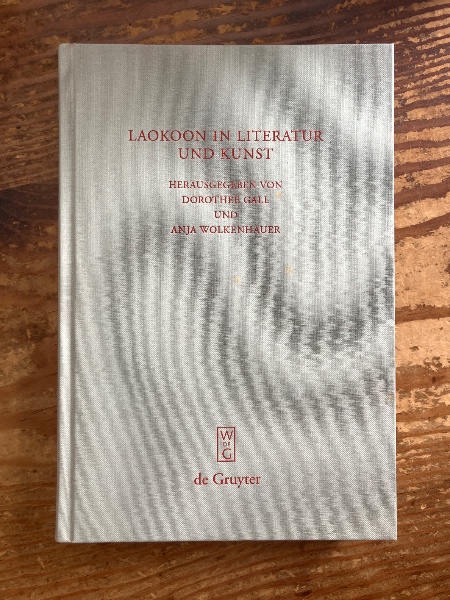 LAOKOON IN LITERATUR
UND KUNST
HERAUSGEGEBEN VON
DOROTHEE GALL
UND
ANJA WOLKENHAUER
W
DE
G
de Gruyter